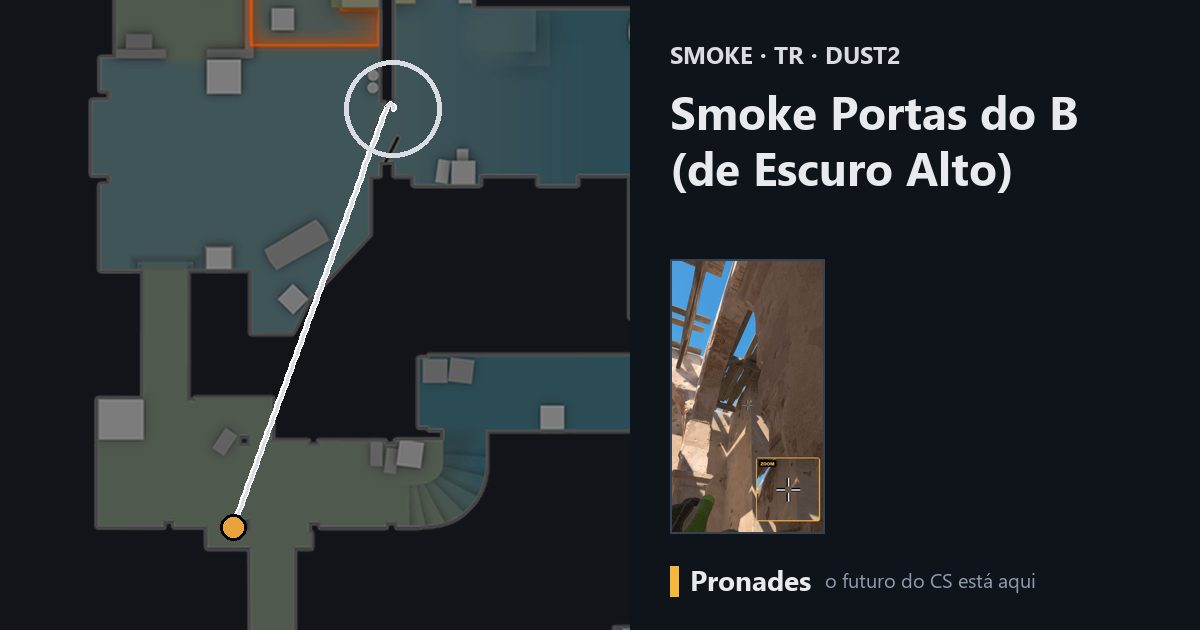 SMOKE · TR · DUST2
Smoke Portas do B
(de Escuro Alto)
ZOOM
Pronades o futuro do CS está aqui